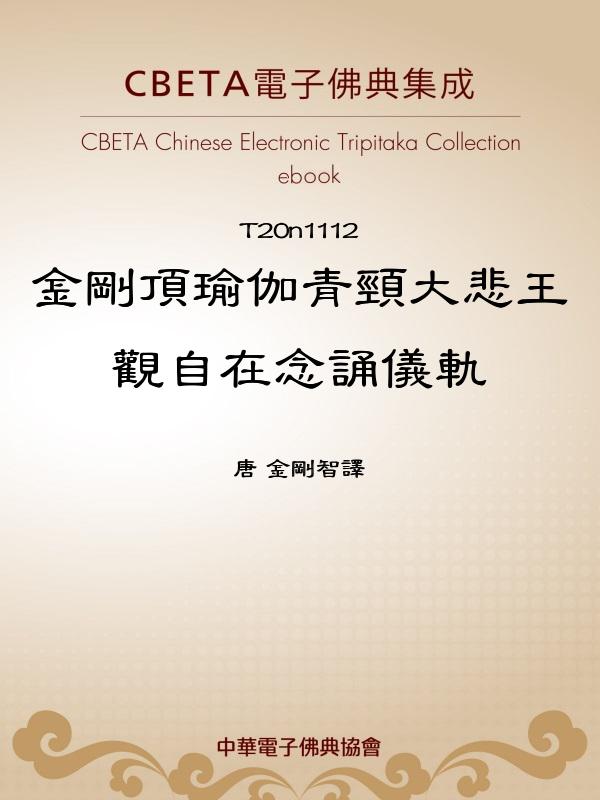 CBETA電子佛典集成
CBETA Chinese Electronic Tripitaka Collection
ebook
T20n1112
金剛頂瑜伽青頸大悲王
觀自在念誦儀軌
唐 金剛智譯
中華電子佛典協會